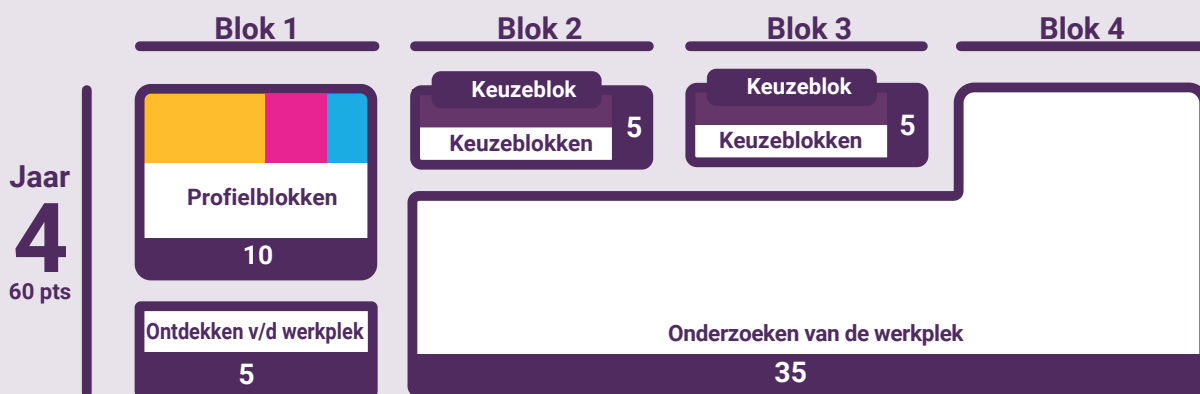 Blok 1
Blok 2
Blok 3
Blok 4
Jaar
4
60 pts
Profielblokken
10
Ontdekken v/d werkplek
5
Keuzeblok
Keuzeblokken
5
Keuzeblok
Keuzeblokken
5
Onderzoeken van de werkplek
35